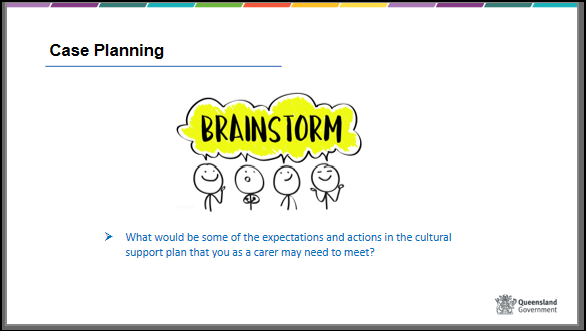 Case Planning
BRAINSTORM
What would be some of the expectations and actions in the cultural
support plan that you as a carer may need to meet?
Queensland
Government